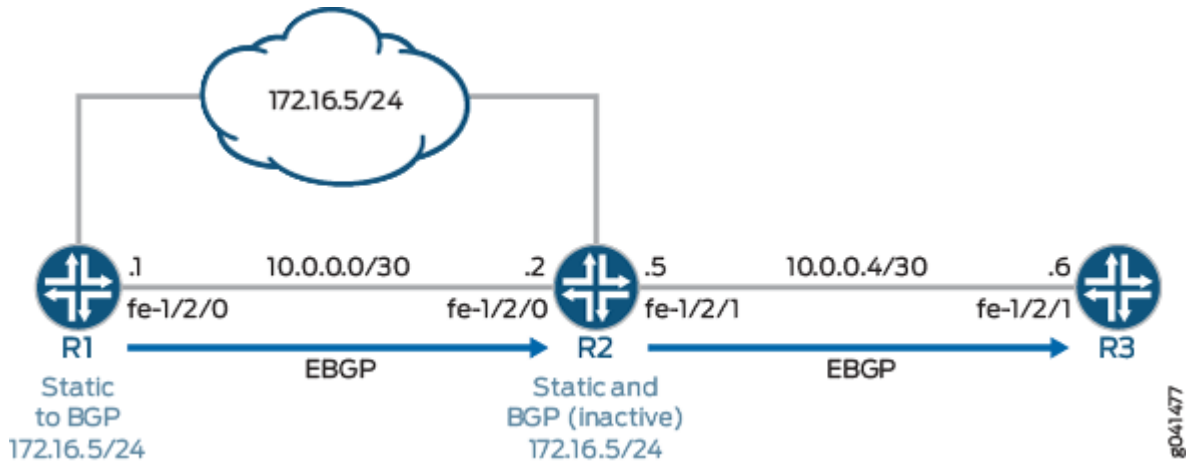 172.16.5/24
.1 10.0.0.0/30 .2 .5 10.0.0.4/30 .6
fe-1/2/0 fe-1/2/0 fe-1/2/1 fe-1/2/1
R1 R2 R3
EBGP EBGP
Static Static and
to BGP BGP (inactive)
172.16.5/24 172.16.5/24
g041477